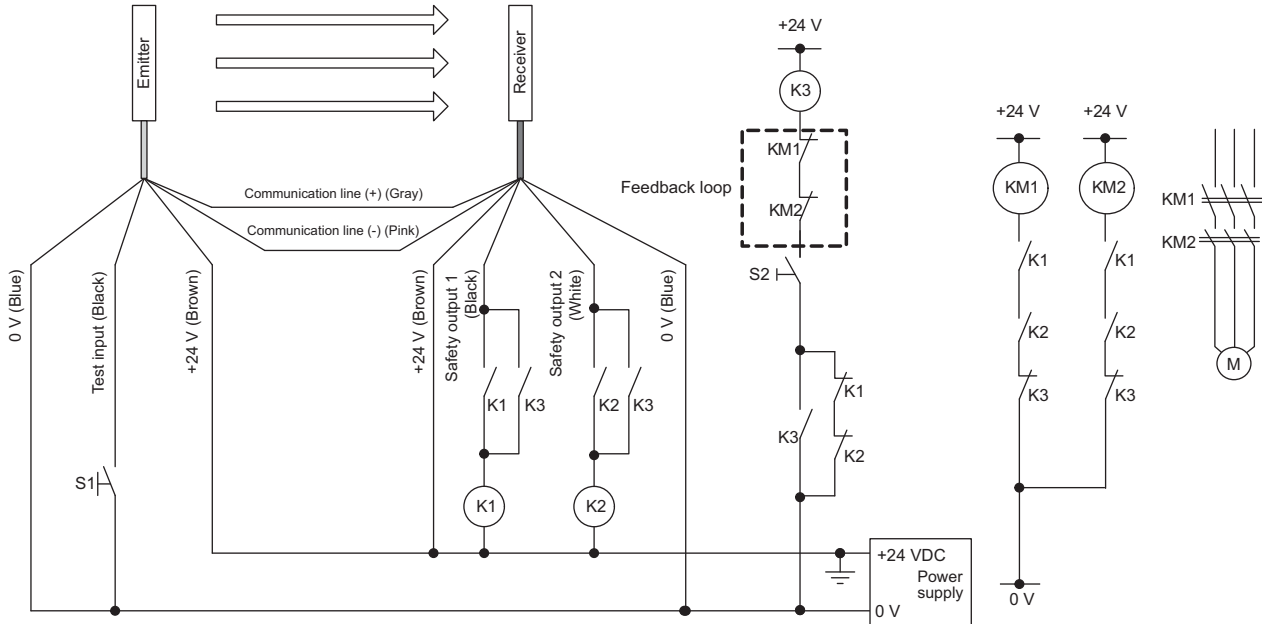 Emitter
Receiver
Communication line (+) (Gray)
Communication line (-) (Pink)
0 V (Blue)
Test input (Black)
+24 V (Brown)
+24 V (Brown)
Safety output 1
(Black)
Safety output 2
(White)
0 V (Blue)
S1
K1
K3
K2
K3
K1
K2
+24 V
K3
Feedback loop
KM1
KM2
S2
K3
K1
K2
+24 VDC
Power
supply
0 V
+24 V
+24 V
KM1
KM2
K1
K1
K2
K2
K3
K3
0 V
KM1
KM2
M